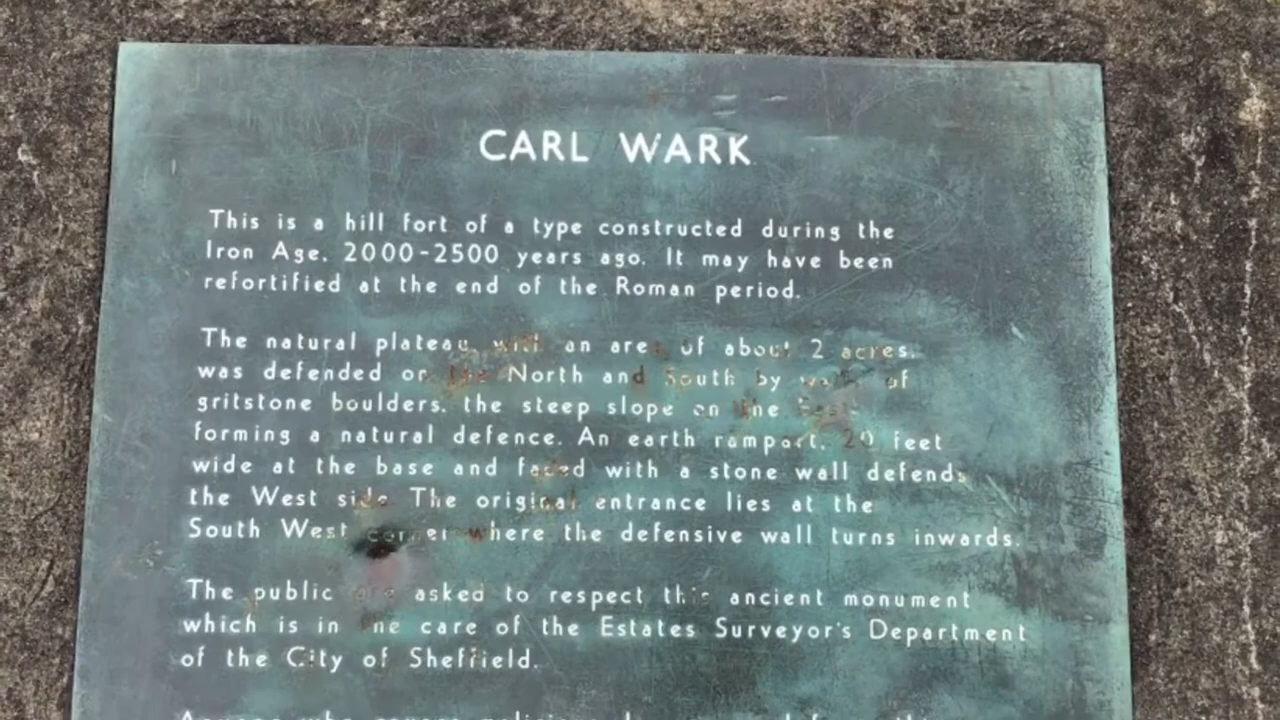 CARL WARK
This is a hill fort of a type constructed during the
Iron Age. 2000-2500 years ago. It may have been
refortified at the end of the Roman period.
The natural plateau with an area of about 2 acres.
was defended on the North and South by walls of
gritstone boulders. the steep slope on the East
forming a natural defence. An earth rampart. 20 feet
wide at the base and faced with a stone wall defends
the West side The original entrance lies at the
South West corner where the defensive wall turns inwards.
The public are asked to respect this ancient monument
which is in the care of the Estates Surveyor's Department
of the City of Sheffield.